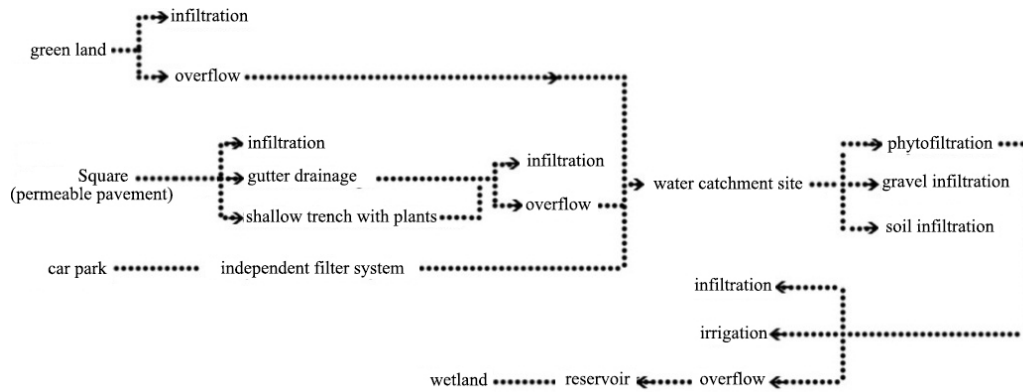 infiltration
green land
overflow
infiltration
phytofiltration
infiltration
Square
(permeable pavement)
gutter drainage
water catchment site
gravel infiltration
overflow
shallow trench with plants
soil infiltration
car park
independent filter system
infiltration
irrigation
wetland
reservoir
overflow